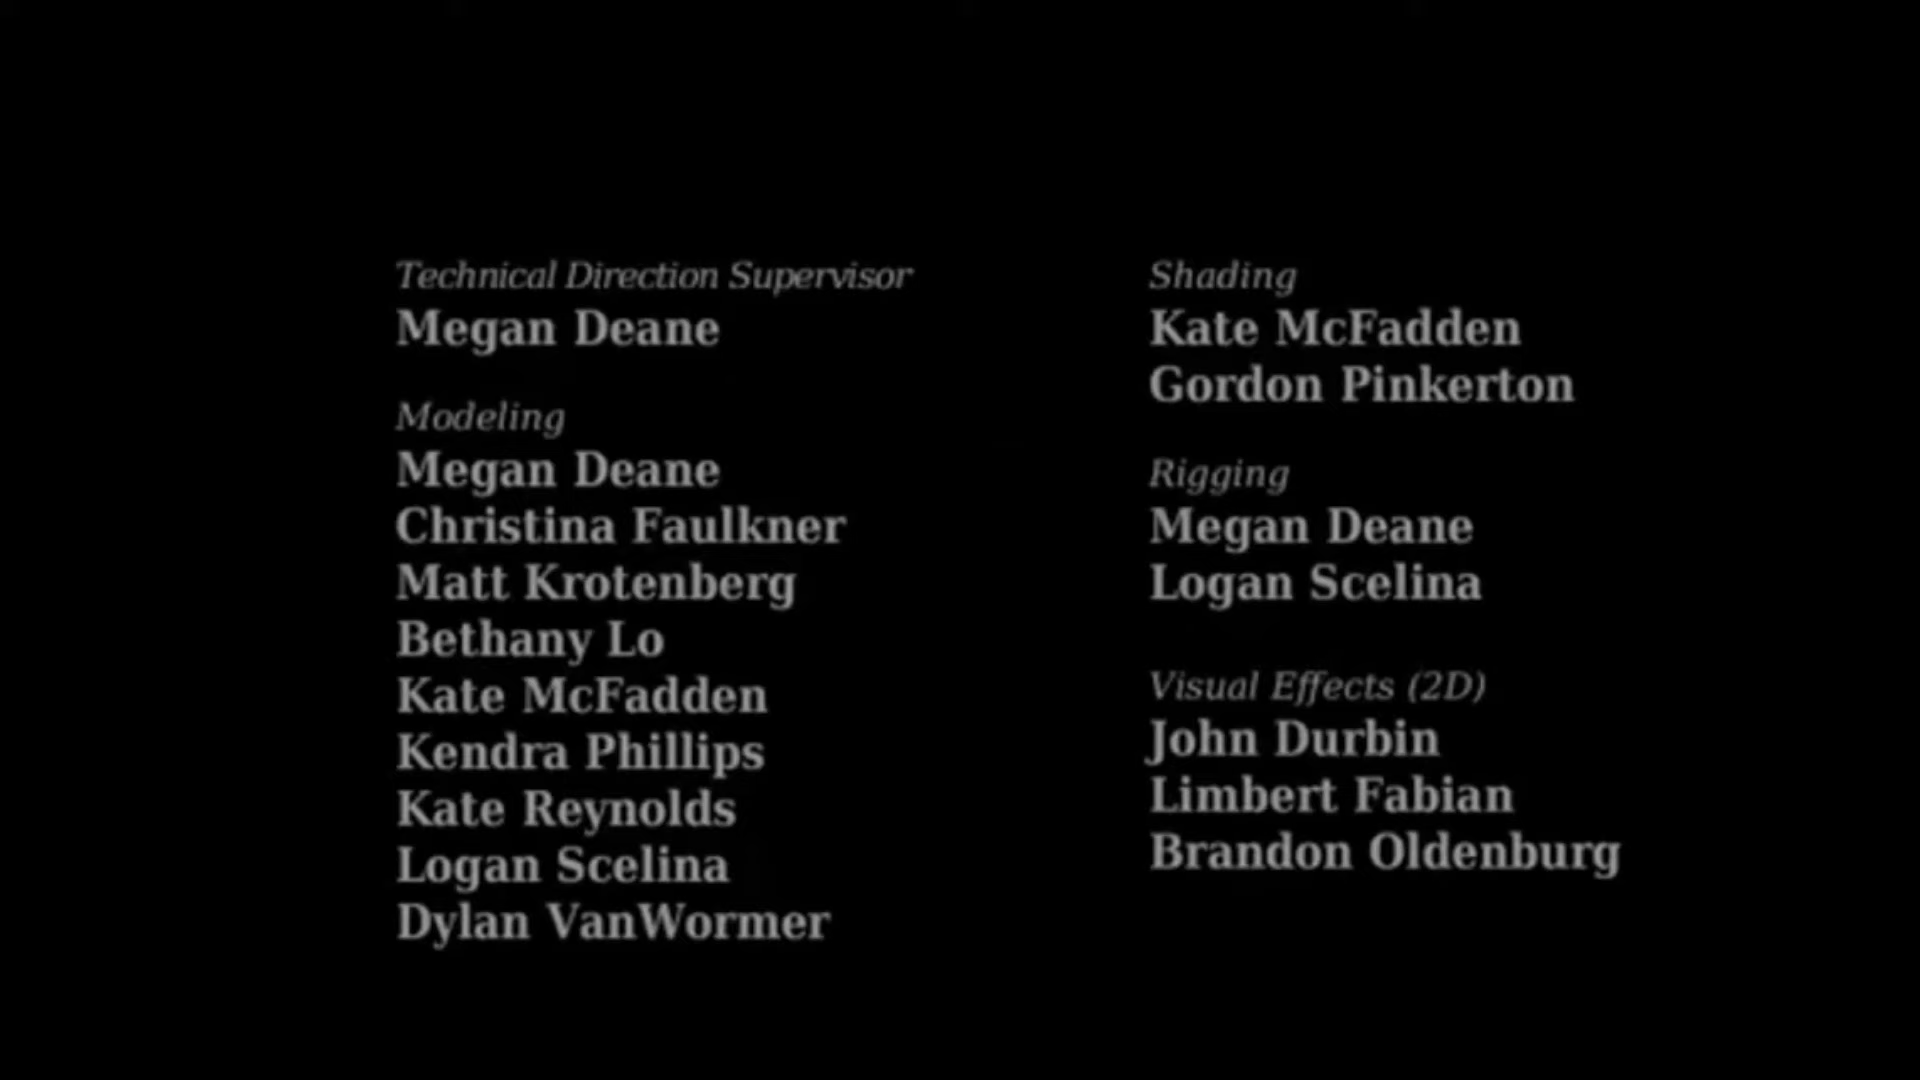 Technical Direction Supervisor
Megan Deane
Modeling
Megan Deane
Christina Faulkner
Matt Krotenberg
Bethany Lo
Kate McFadden
Kendra Phillips
Kate Reynolds
Logan Scelina
Dylan VanWormer
Shading
Kate McFadden
Gordon Pinkerton
Rigging
Megan Deane
Logan Scelina
Visual Effects (2D)
John Durbin
Limbert Fabian
Brandon Oldenburg